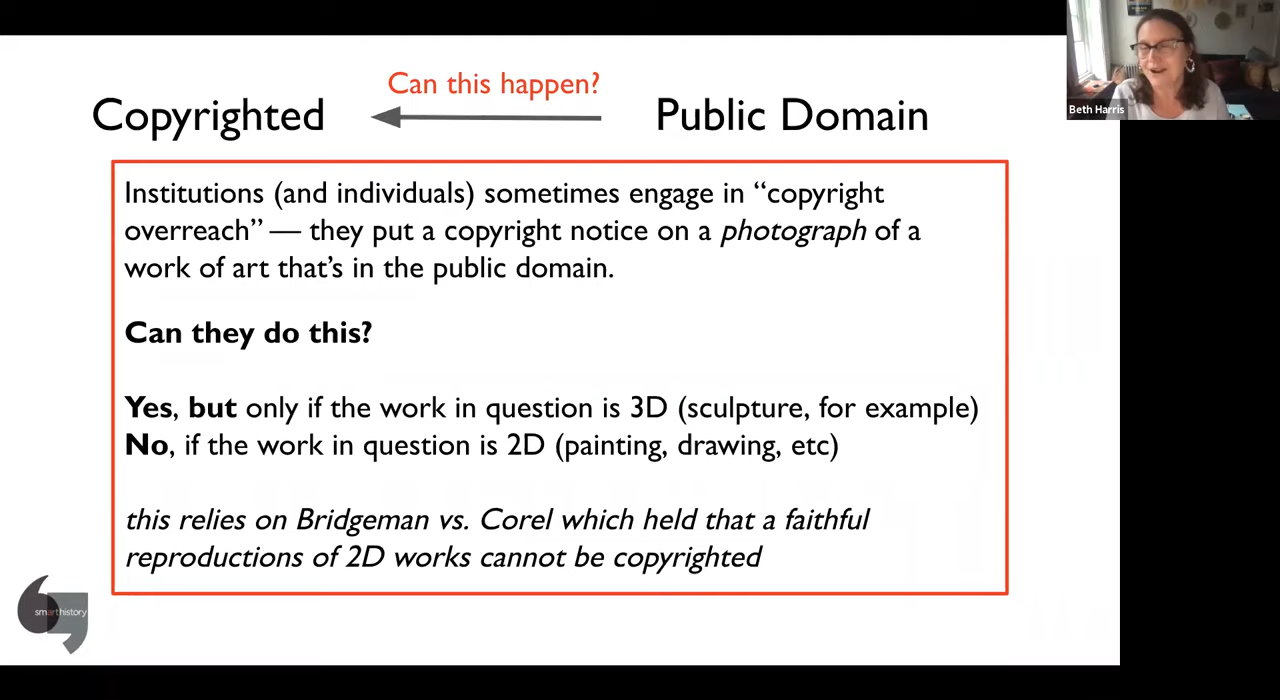 Can this happen?
Copyrighted
Public Domain
Beth Harris
Institutions (and individuals) sometimes engage in “copyright
overreach” — they put a copyright notice on a photograph of a
work of art that’s in the public domain.
Can they do this?
Yes, but only if the work in question is 3D (sculpture, for example)
No, if the work in question is 2D (painting, drawing, etc)
this relies on Bridgeman vs. Corel which held that a faithful
reproductions of 2D works cannot be copyrighted
smarthistory